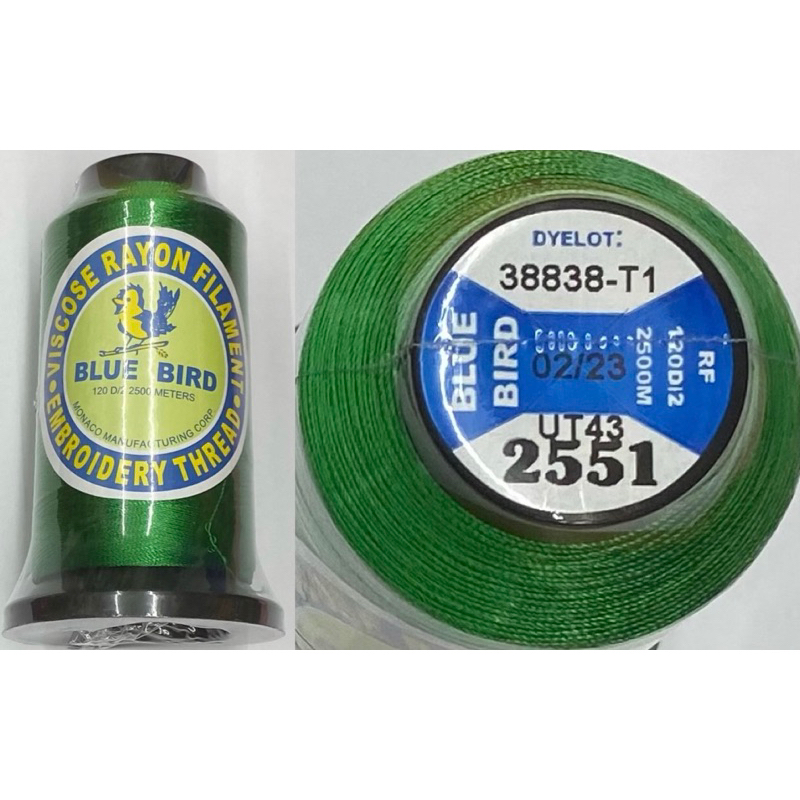 VISCOSE RAYON FILAMENT
BLUE BIRD
120 D/2 2500 METERS
MONACO MANUFACTURING CORP.
EMBROIDERY THREAD
DYELOT:
38838-T1
BLUE
BIRD
02/23
RF
120D/2
2500M
UT43
2551